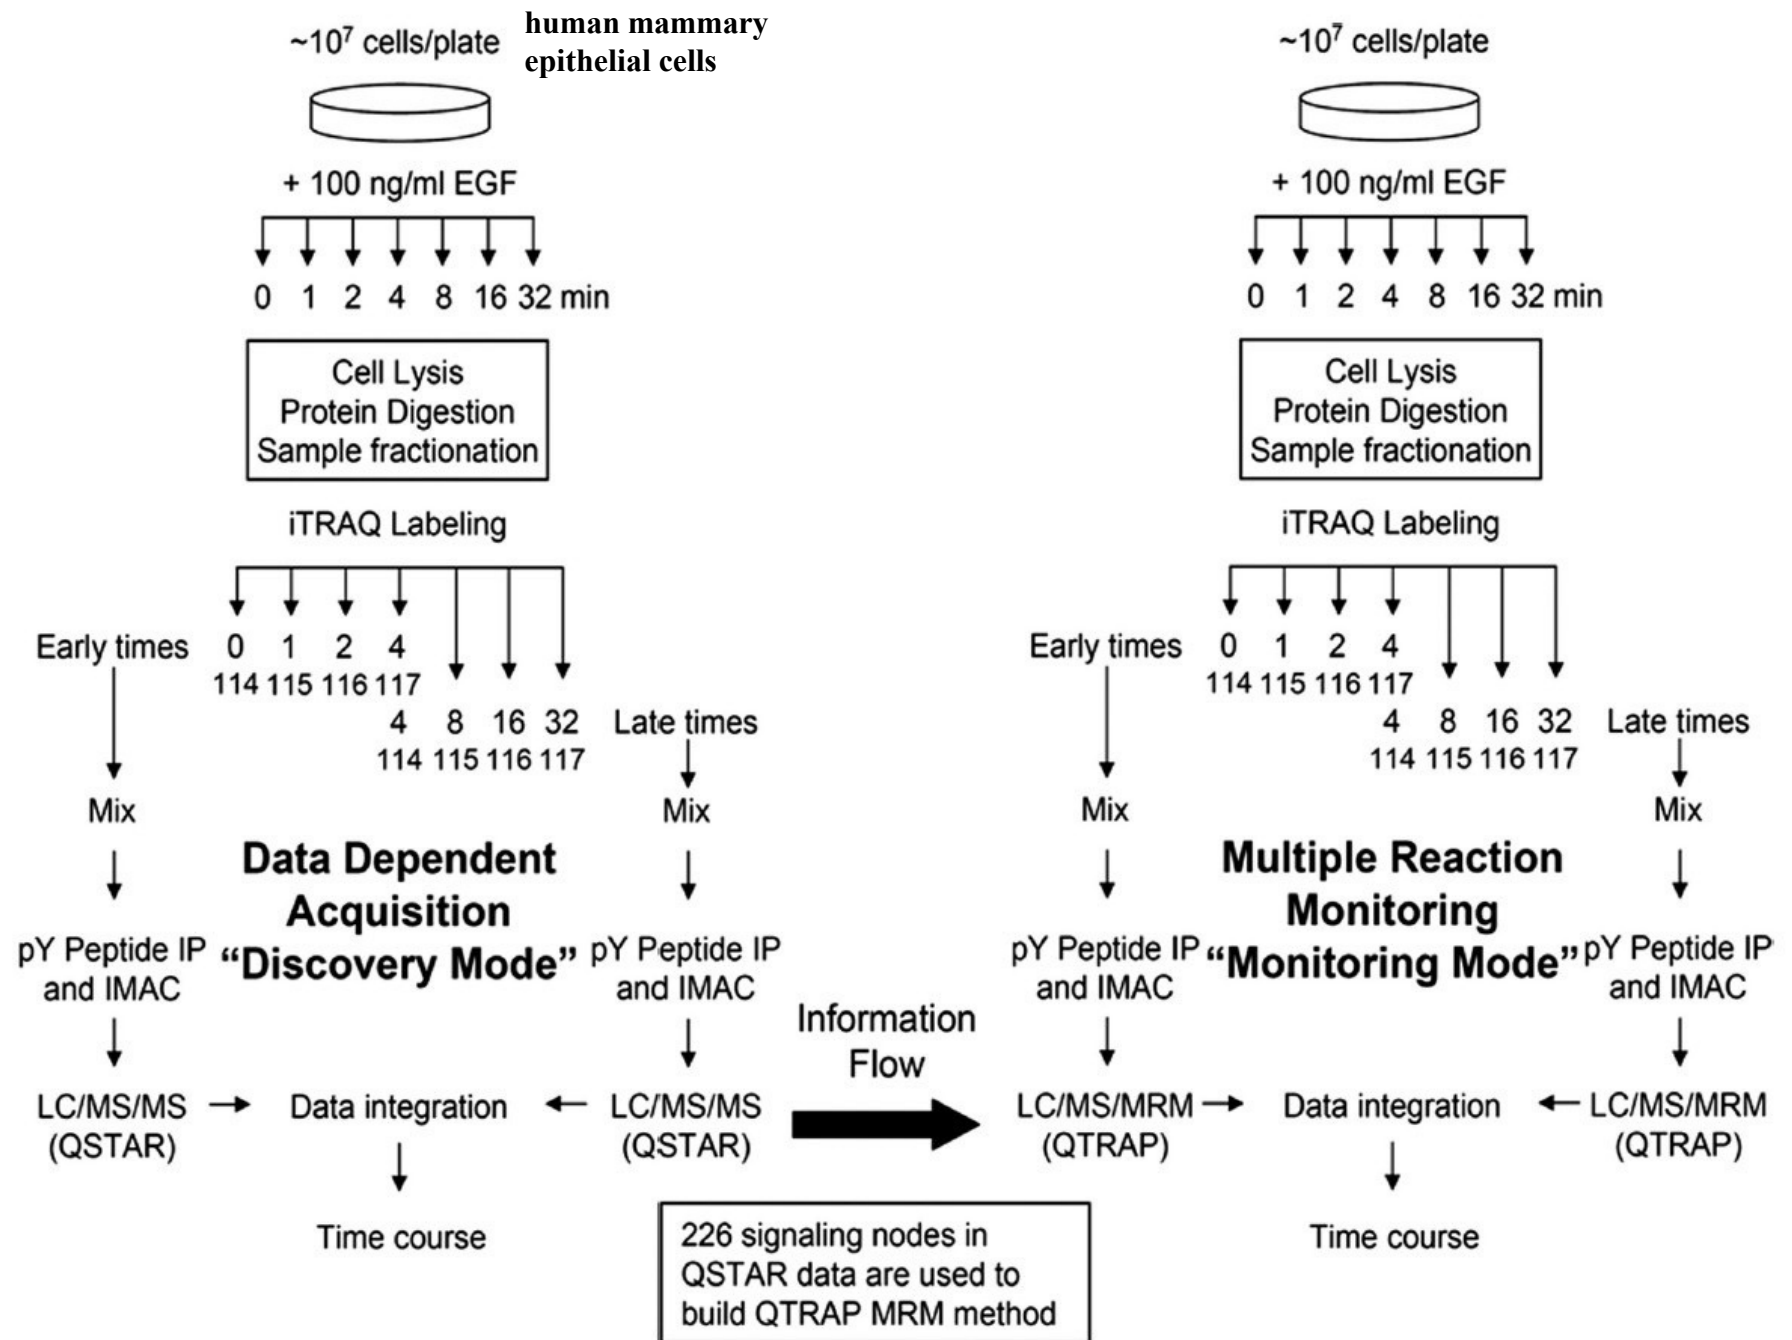 ~10⁷ cells/plate
human mammary
epithelial cells
+ 100 ng/ml EGF
0 1 2 4 8 16 32 min
Cell Lysis
Protein Digestion
Sample fractionation
iTRAQ Labeling
Early times
0 1 2 4
114 115 116 117
4 8 16 32
114 115 116 117
Late times
Mix
Mix
Data Dependent
Acquisition
"Discovery Mode"
pY Peptide IP
and IMAC
pY Peptide IP
and IMAC
LC/MS/MS
(QSTAR)
Data integration
LC/MS/MS
(QSTAR)
Time course
Information
Flow
226 signaling nodes in
QSTAR data are used to
build QTRAP MRM method
~10⁷ cells/plate
+ 100 ng/ml EGF
0 1 2 4 8 16 32 min
Cell Lysis
Protein Digestion
Sample fractionation
iTRAQ Labeling
Early times
0 1 2 4
114 115 116 117
4 8 16 32
114 115 116 117
Late times
Mix
Mix
Multiple Reaction
Monitoring
"Monitoring Mode"
pY Peptide IP
and IMAC
pY Peptide IP
and IMAC
LC/MS/MRM
(QTRAP)
Data integration
LC/MS/MRM
(QTRAP)
Time course